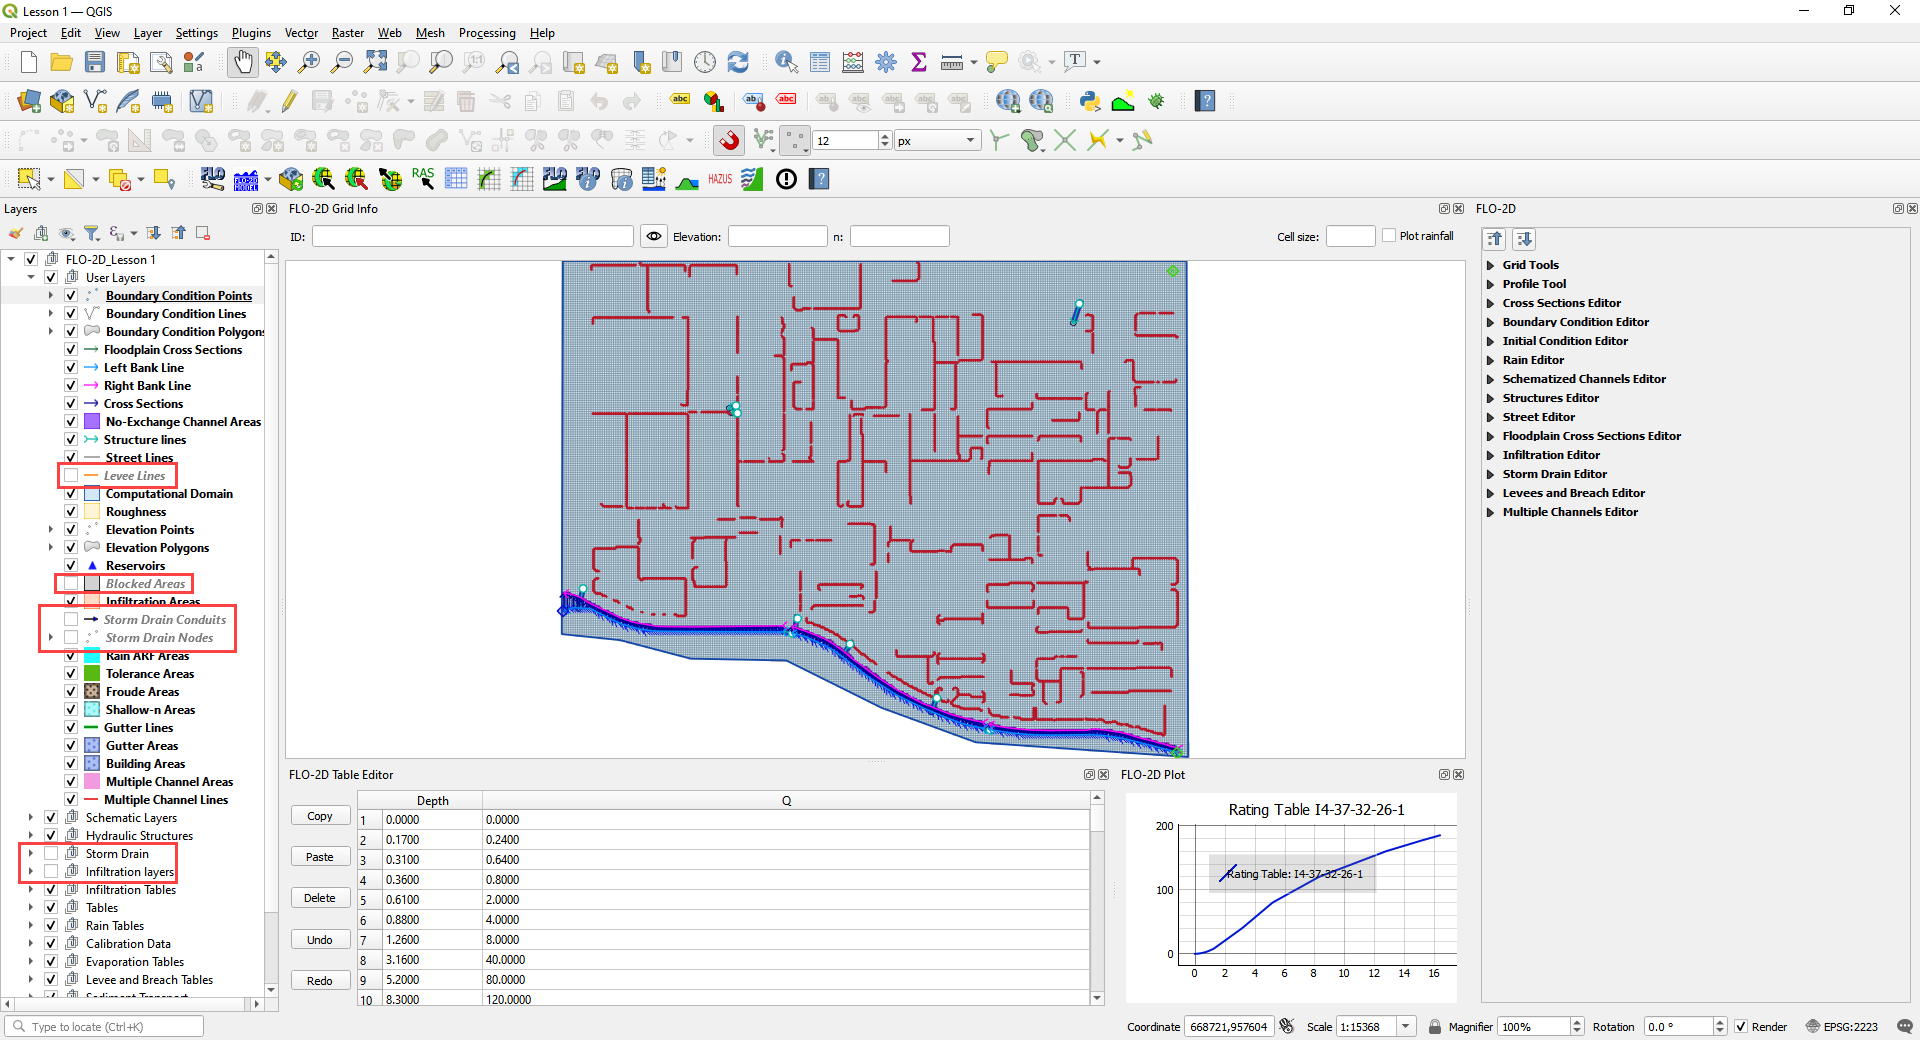 Lesson 1 — QGIS
Project Edit View Layer Settings Plugins Vector Raster Web Mesh Processing Help
abc abc abc
12 px
FLO FLO-2D MODEL RAS FLO FLO HAZUS
Layers
FLO-2D_Lesson 1
User Layers
Boundary Condition Points
Boundary Condition Lines
Boundary Condition Polygons
Floodplain Cross Sections
Left Bank Line
Right Bank Line
Cross Sections
No-Exchange Channel Areas
Structure lines
Street Lines
Levee Lines
Computational Domain
Roughness
Elevation Points
Elevation Polygons
Reservoirs
Blocked Areas
Infiltration Areas
Storm Drain Conduits
Storm Drain Nodes
Rain ARF Areas
Tolerance Areas
Froude Areas
Shallow-n Areas
Gutter Lines
Gutter Areas
Building Areas
Multiple Channel Areas
Multiple Channel Lines
Schematic Layers
Hydraulic Structures
Storm Drain
Infiltration layers
Infiltration Tables
Tables
Rain Tables
Calibration Data
Evaporation Tables
Levee and Breach Tables
Sediment Transport
Type to locate (Ctrl+K)
FLO-2D Grid Info
ID: Elevation: n: Cell size: Plot rainfall
FLO-2D Table Editor
Copy
Paste
Delete
Undo
Redo
Depth Q
1 0.0000 0.0000
2 0.1700 0.2400
3 0.3100 0.6400
4 0.3600 0.8000
5 0.6100 2.0000
6 0.8800 4.0000
7 1.2600 8.0000
8 3.1600 40.0000
9 5.2000 80.0000
10 8.3000 120.0000
FLO-2D Plot
Rating Table I4-37-32-26-1
200
Rating Table: I4-37-32-26-1
100
0
0 2 4 6 8 10 12 14 16
FLO-2D
Grid Tools
Profile Tool
Cross Sections Editor
Boundary Condition Editor
Initial Condition Editor
Rain Editor
Schematized Channels Editor
Structures Editor
Street Editor
Floodplain Cross Sections Editor
Infiltration Editor
Storm Drain Editor
Levees and Breach Editor
Multiple Channels Editor
Coordinate 668721,957604 Scale 1:15368 Magnifier 100% Rotation 0.0 ° Render EPSG:2223